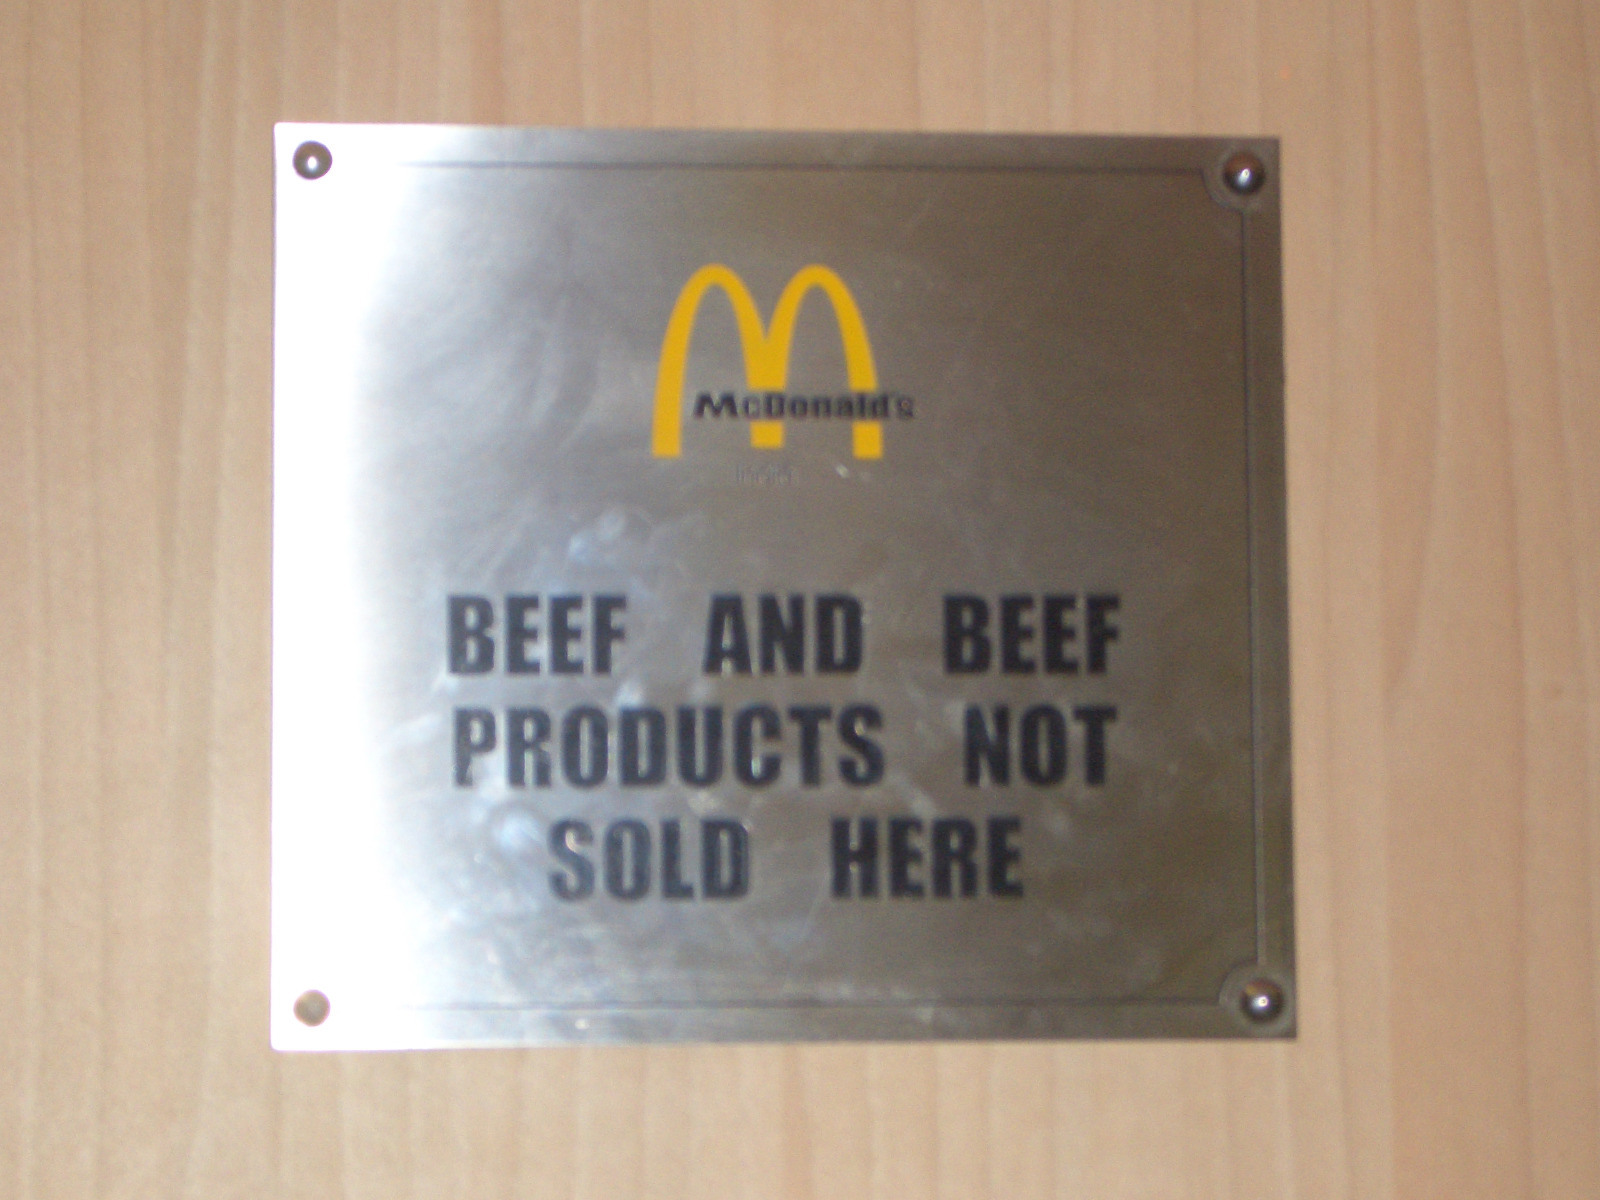 McDonald's
BEEF AND BEEF
PRODUCTS NOT
SOLD HERE